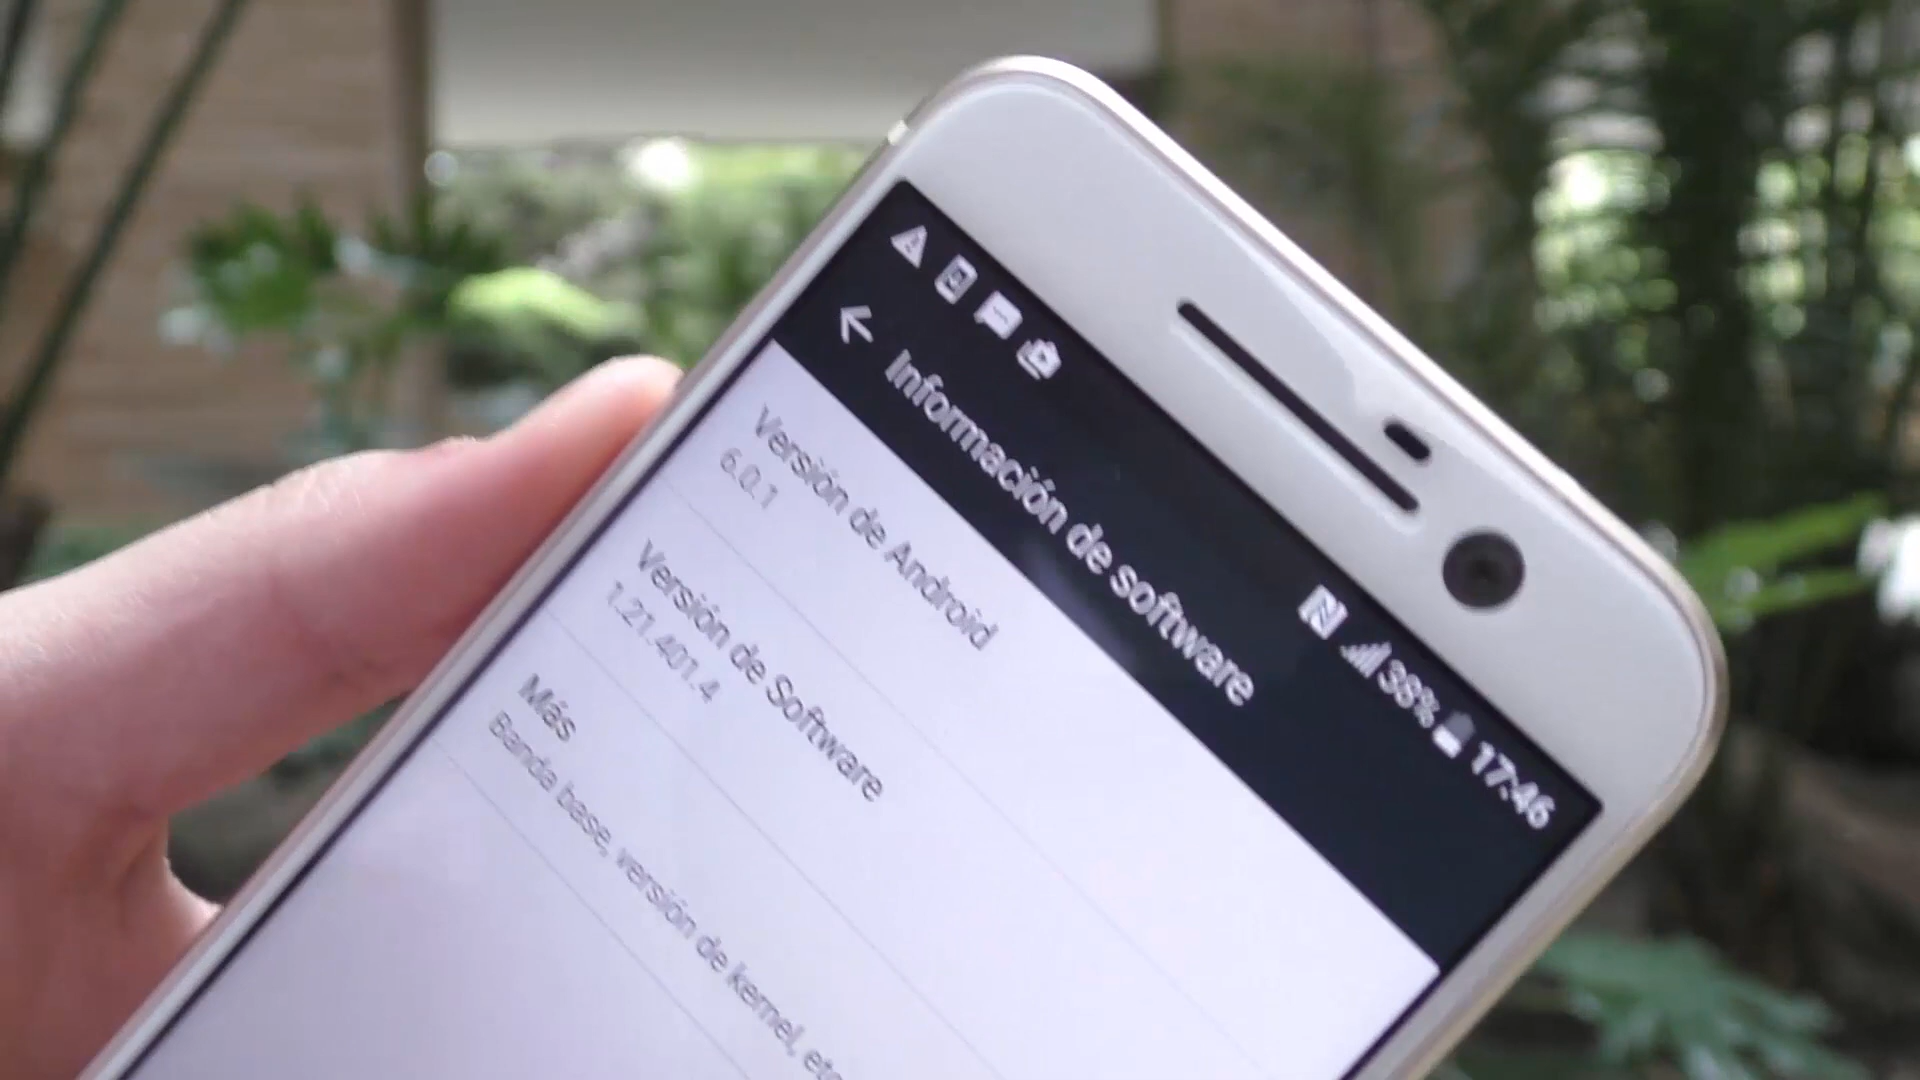 38% 17:46
Información de software
Versión de Android
6.0.1
Versión de Software
1.21.401.4
Más
Banda base, versión de kernel, etc